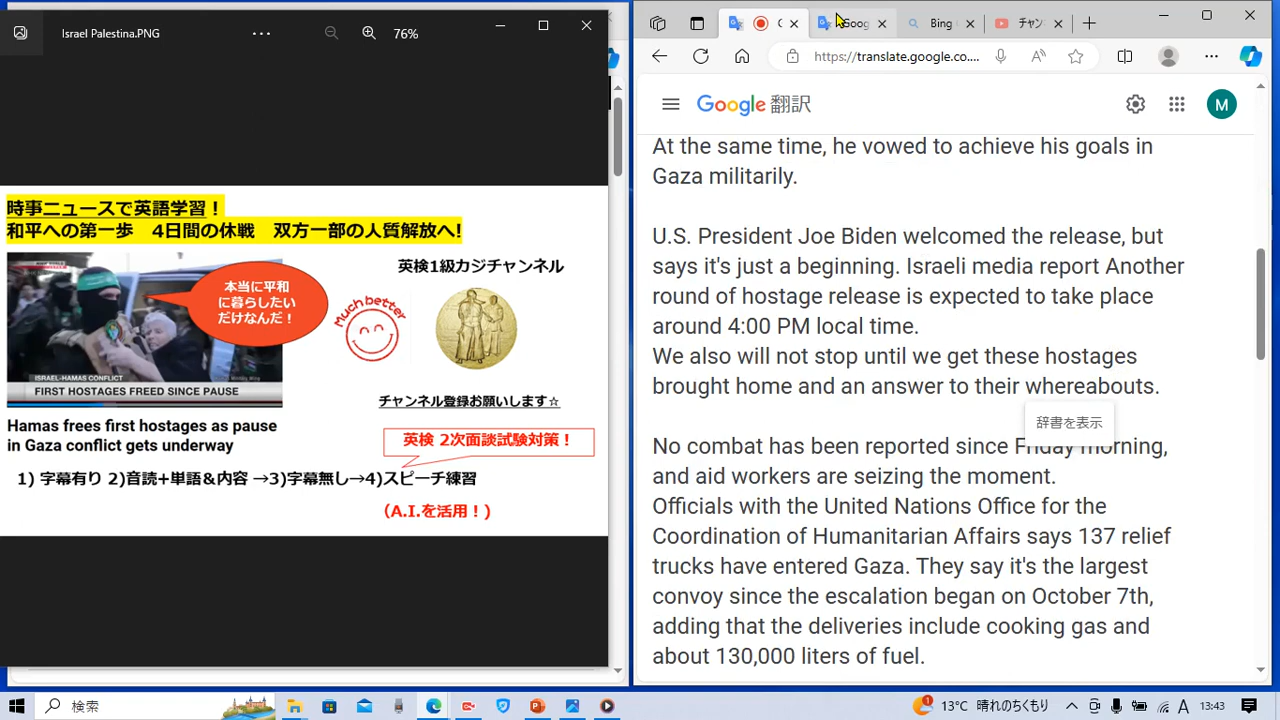 Israel Palestina.PNG
76%
時事ニュースで英語学習！
和平への第一歩 4日間の休戦 双方一部の人質解放へ!
英検1級カジチャンネル
本当に平和
に暮らしたい
だけなんだ！
Much better
ISRAEL-HAMAS CONFLICT
FIRST HOSTAGES FREED SINCE PAUSE
チャンネル登録お願いします☆
Hamas frees first hostages as pause
in Gaza conflict gets underway
英検 2次面談試験対策！
1) 字幕有り 2)音読+単語＆内容 →3)字幕無し→4)スピーチ練習
（A.I.を活用！）
Goog
Bing
チャン
https://translate.google.co....
Google 翻訳
M
At the same time, he vowed to achieve his goals in
Gaza militarily.
U.S. President Joe Biden welcomed the release, but
says it's just a beginning. Israeli media report Another
round of hostage release is expected to take place
around 4:00 PM local time.
We also will not stop until we get these hostages
brought home and an answer to their whereabouts.
辞書を表示
No combat has been reported since Friday morning,
and aid workers are seizing the moment.
Officials with the United Nations Office for the
Coordination of Humanitarian Affairs says 137 relief
trucks have entered Gaza. They say it's the largest
convoy since the escalation began on October 7th,
adding that the deliveries include cooking gas and
about 130,000 liters of fuel.
検索
1
13°C 晴れのちくもり
A
13:43